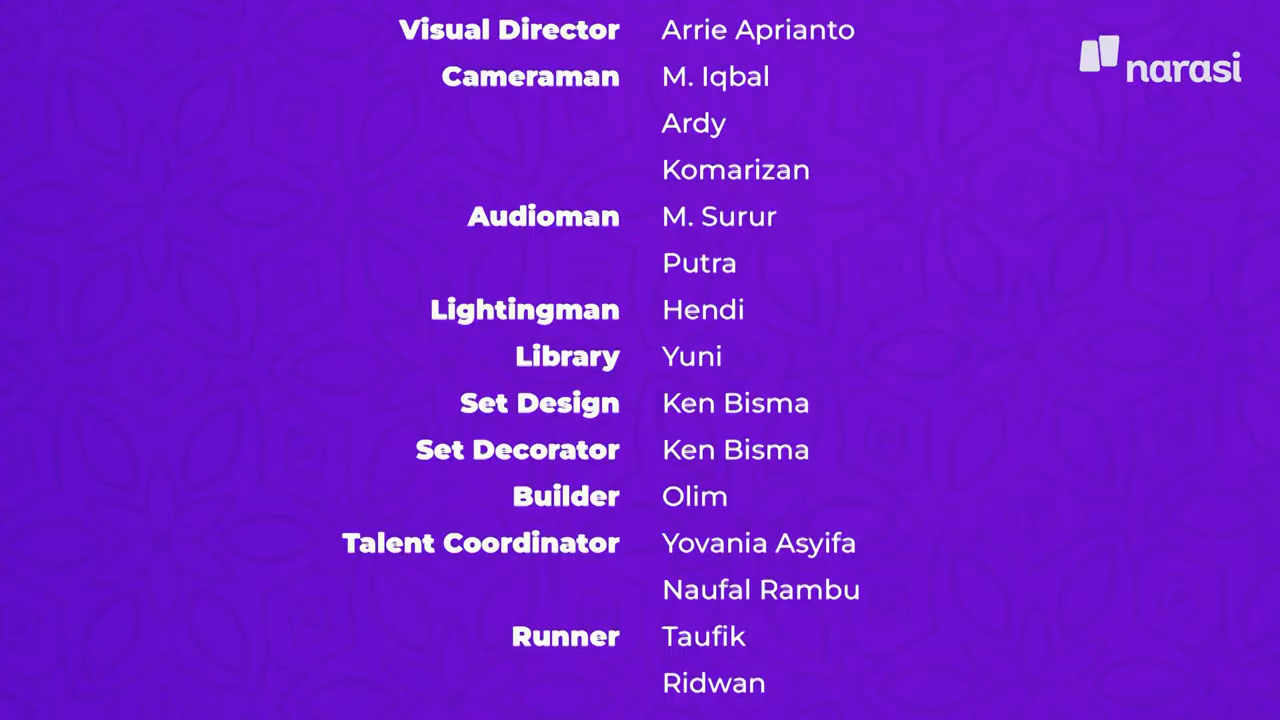 Visual Director Arrie Aprianto
narasi
Cameraman M. Iqbal
Ardy
Komarizan
Audioman M. Surur
Putra
Lightingman Hendi
Library Yuni
Set Design Ken Bisma
Set Decorator Ken Bisma
Builder Olim
Talent Coordinator Yovania Asyifa
Naufal Rambu
Runner Taufik
Ridwan